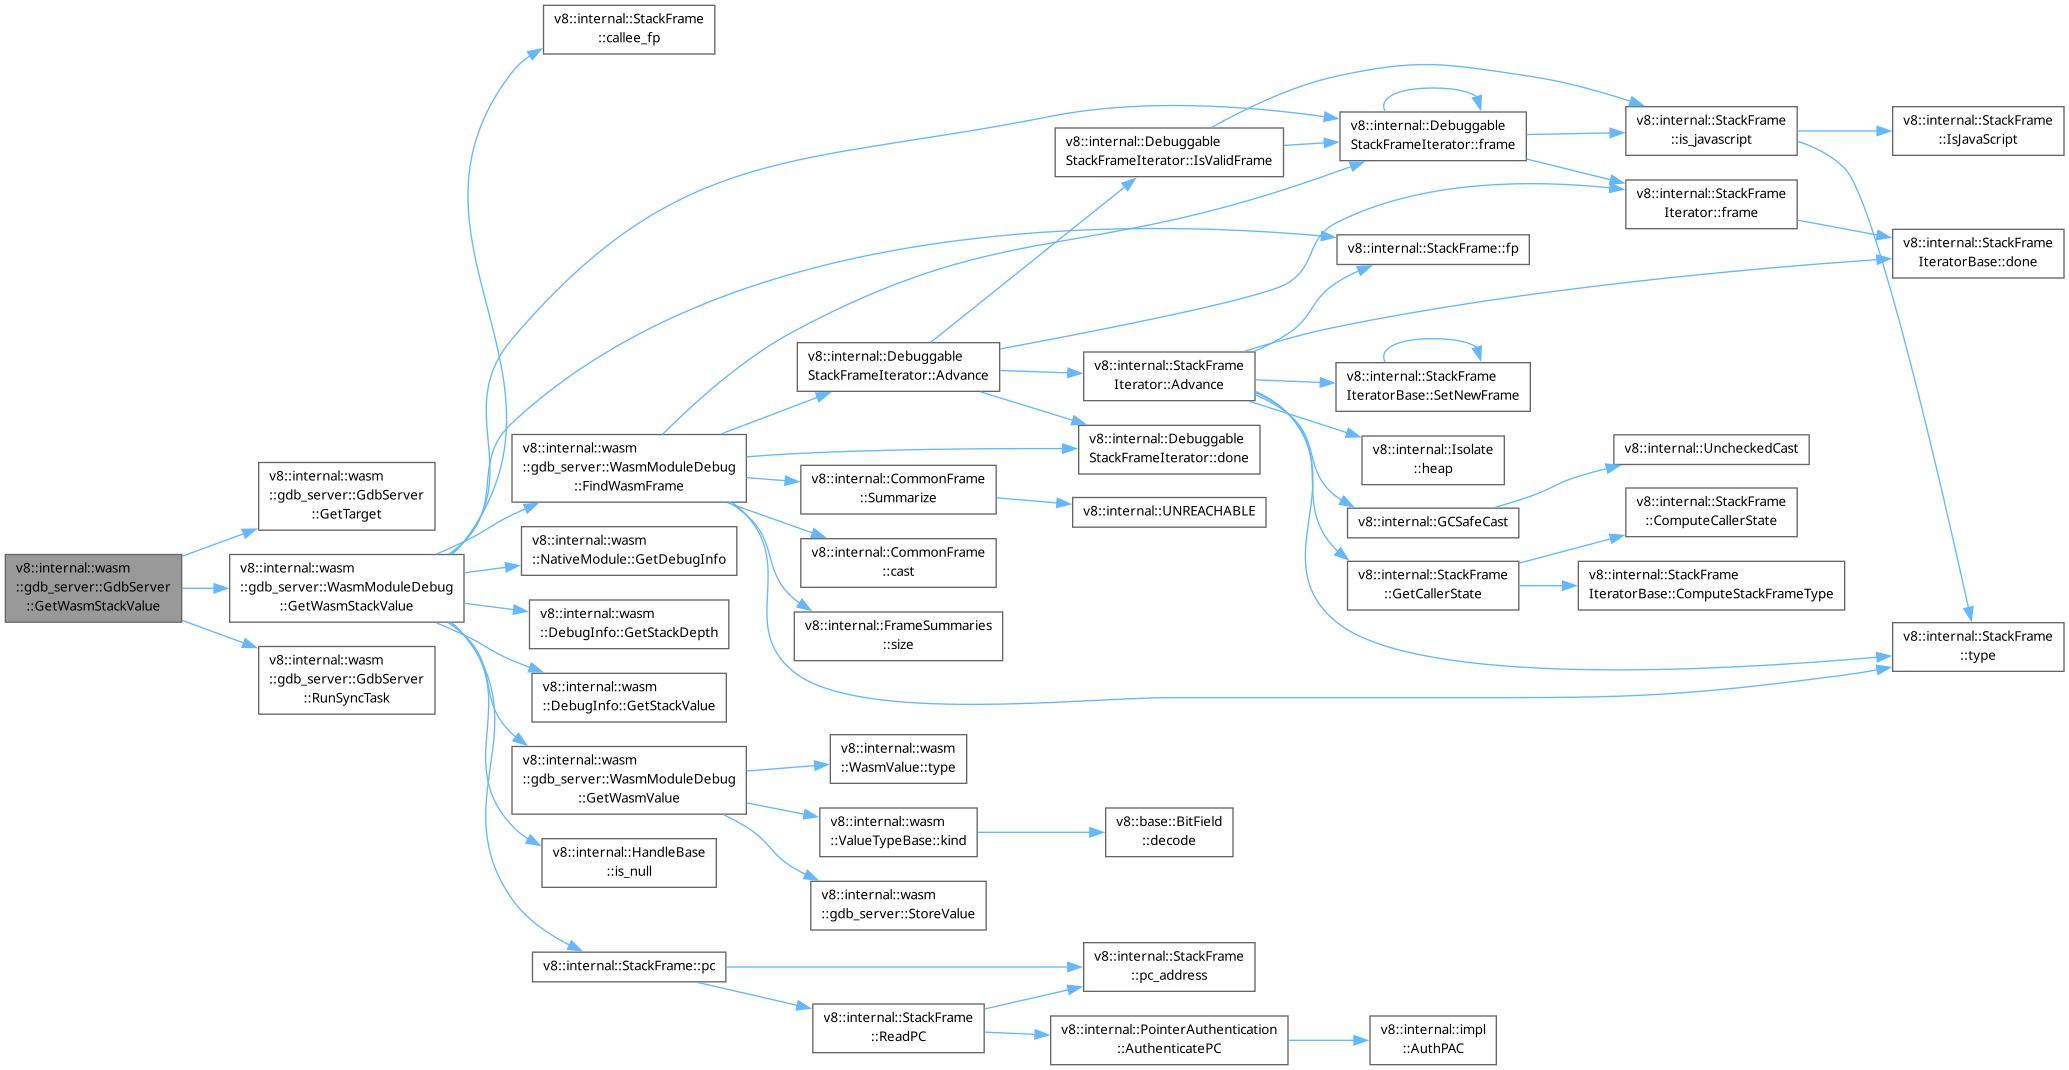 v8::internal::wasm
::gdb_server::GdbServer
::GetWasmStackValue
v8::internal::wasm
::gdb_server::GdbServer
::GetTarget
v8::internal::wasm
::gdb_server::WasmModuleDebug
::GetWasmStackValue
v8::internal::wasm
::gdb_server::GdbServer
::RunSyncTask
v8::internal::StackFrame
::callee_fp
v8::internal::wasm
::gdb_server::WasmModuleDebug
::FindWasmFrame
v8::internal::wasm
::NativeModule::GetDebugInfo
v8::internal::wasm
::DebugInfo::GetStackDepth
v8::internal::wasm
::DebugInfo::GetStackValue
v8::internal::wasm
::gdb_server::WasmModuleDebug
::GetWasmValue
v8::internal::HandleBase
::is_null
v8::internal::StackFrame::pc
v8::internal::Debuggable
StackFrameIterator::Advance
v8::internal::CommonFrame
::Summarize
v8::internal::CommonFrame
::cast
v8::internal::FrameSummaries
::size
v8::internal::wasm
::WasmValue::type
v8::internal::wasm
::ValueTypeBase::kind
v8::internal::wasm
::gdb_server::StoreValue
v8::internal::StackFrame
::ReadPC
v8::internal::Debuggable
StackFrameIterator::IsValidFrame
v8::internal::StackFrame
Iterator::Advance
v8::internal::Debuggable
StackFrameIterator::done
v8::internal::UNREACHABLE
v8::base::BitField
::decode
v8::internal::StackFrame
::pc_address
v8::internal::PointerAuthentication
::AuthenticatePC
v8::internal::Debuggable
StackFrameIterator::frame
v8::internal::StackFrame::fp
v8::internal::StackFrame
IteratorBase::SetNewFrame
v8::internal::Isolate
::heap
v8::internal::GCSafeCast
v8::internal::StackFrame
::GetCallerState
v8::internal::impl
::AuthPAC
v8::internal::StackFrame
::is_javascript
v8::internal::StackFrame
Iterator::frame
v8::internal::UncheckedCast
v8::internal::StackFrame
::ComputeCallerState
v8::internal::StackFrame
IteratorBase::ComputeStackFrameType
v8::internal::StackFrame
::IsJavaScript
v8::internal::StackFrame
IteratorBase::done
v8::internal::StackFrame
::type